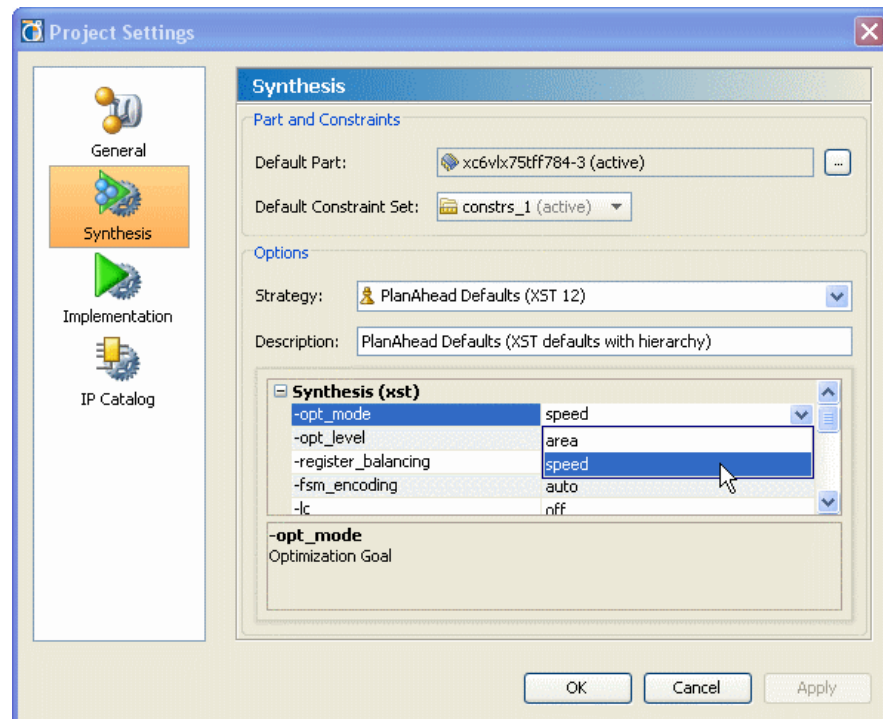 Project Settings
General
Synthesis
Implementation
IP Catalog
Synthesis
Part and Constraints
Default Part: xc6vlx75tff784-3 (active) ...
Default Constraint Set: constrs_1 (active)
Options
Strategy: PlanAhead Defaults (XST 12)
Description: PlanAhead Defaults (XST defaults with hierarchy)
Synthesis (xst)
-opt_mode speed
-opt_level area
-register_balancing speed
-fsm_encoding auto
-lc off
-opt_mode
Optimization Goal
OK Cancel Apply